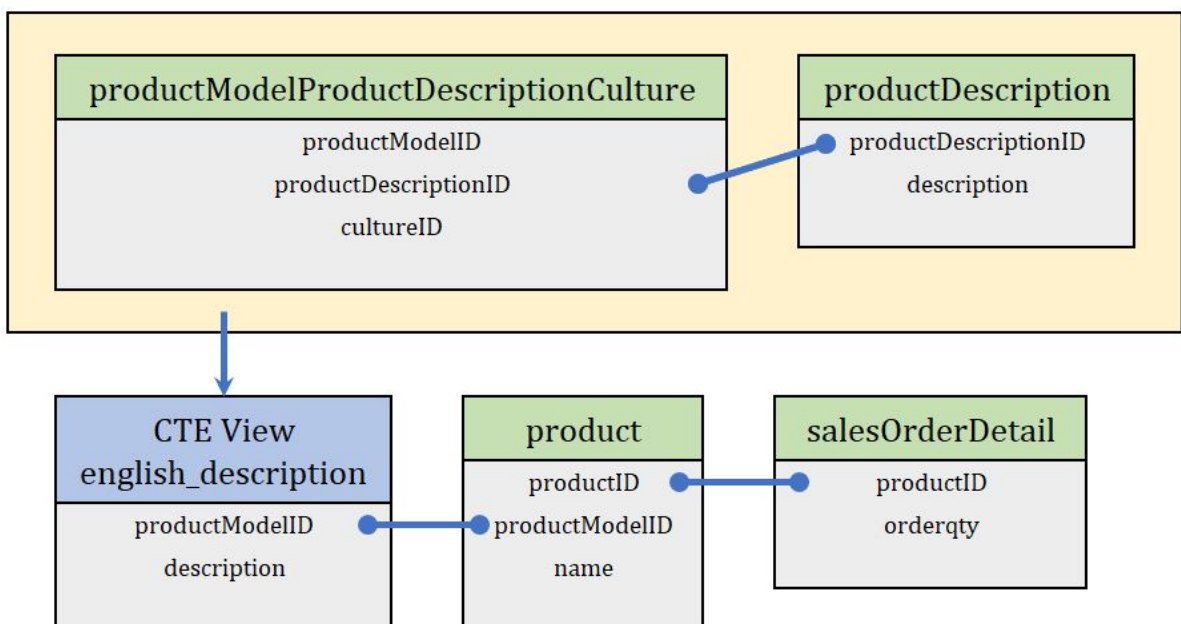 productModelProductDescriptionCulture
productModelID
productDescriptionID
cultureID
productDescription
productDescriptionID
description
CTE View
english_description
productModelID
description
product
productID
productModelID
name
salesOrderDetail
productID
orderqty